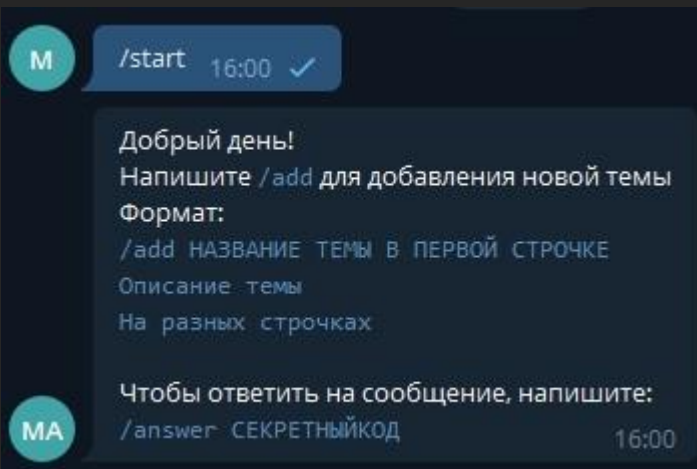 M
/start 16:00
Добрый день!
Напишите /add для добавления новой темы
Формат:
/add НАЗВАНИЕ ТЕМЫ В ПЕРВОЙ СТРОЧКЕ
Описание темы
На разных строчках
Чтобы ответить на сообщение, напишите:
MA
/answer СЕКРЕТНЫЙКОД
16:00